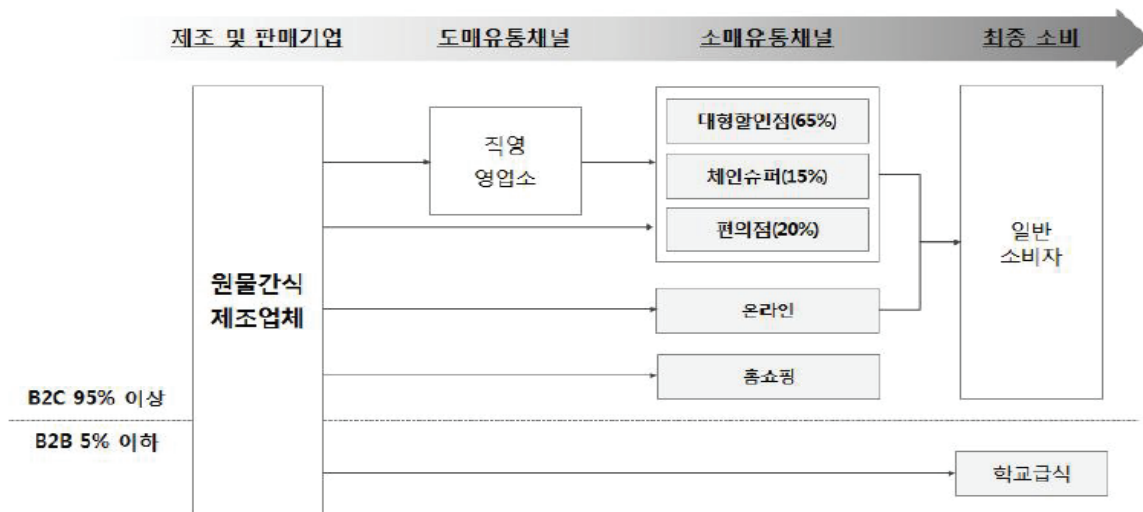 제조 및 판매기업
도매유통채널
소매유통채널
최종 소비
직영
영업소
대형할인점(65%)
체인슈퍼(15%)
편의점(20%)
일반
소비자
원물간식
제조업체
온라인
홈쇼핑
B2C 95% 이상
B2B 5% 이하
학교급식